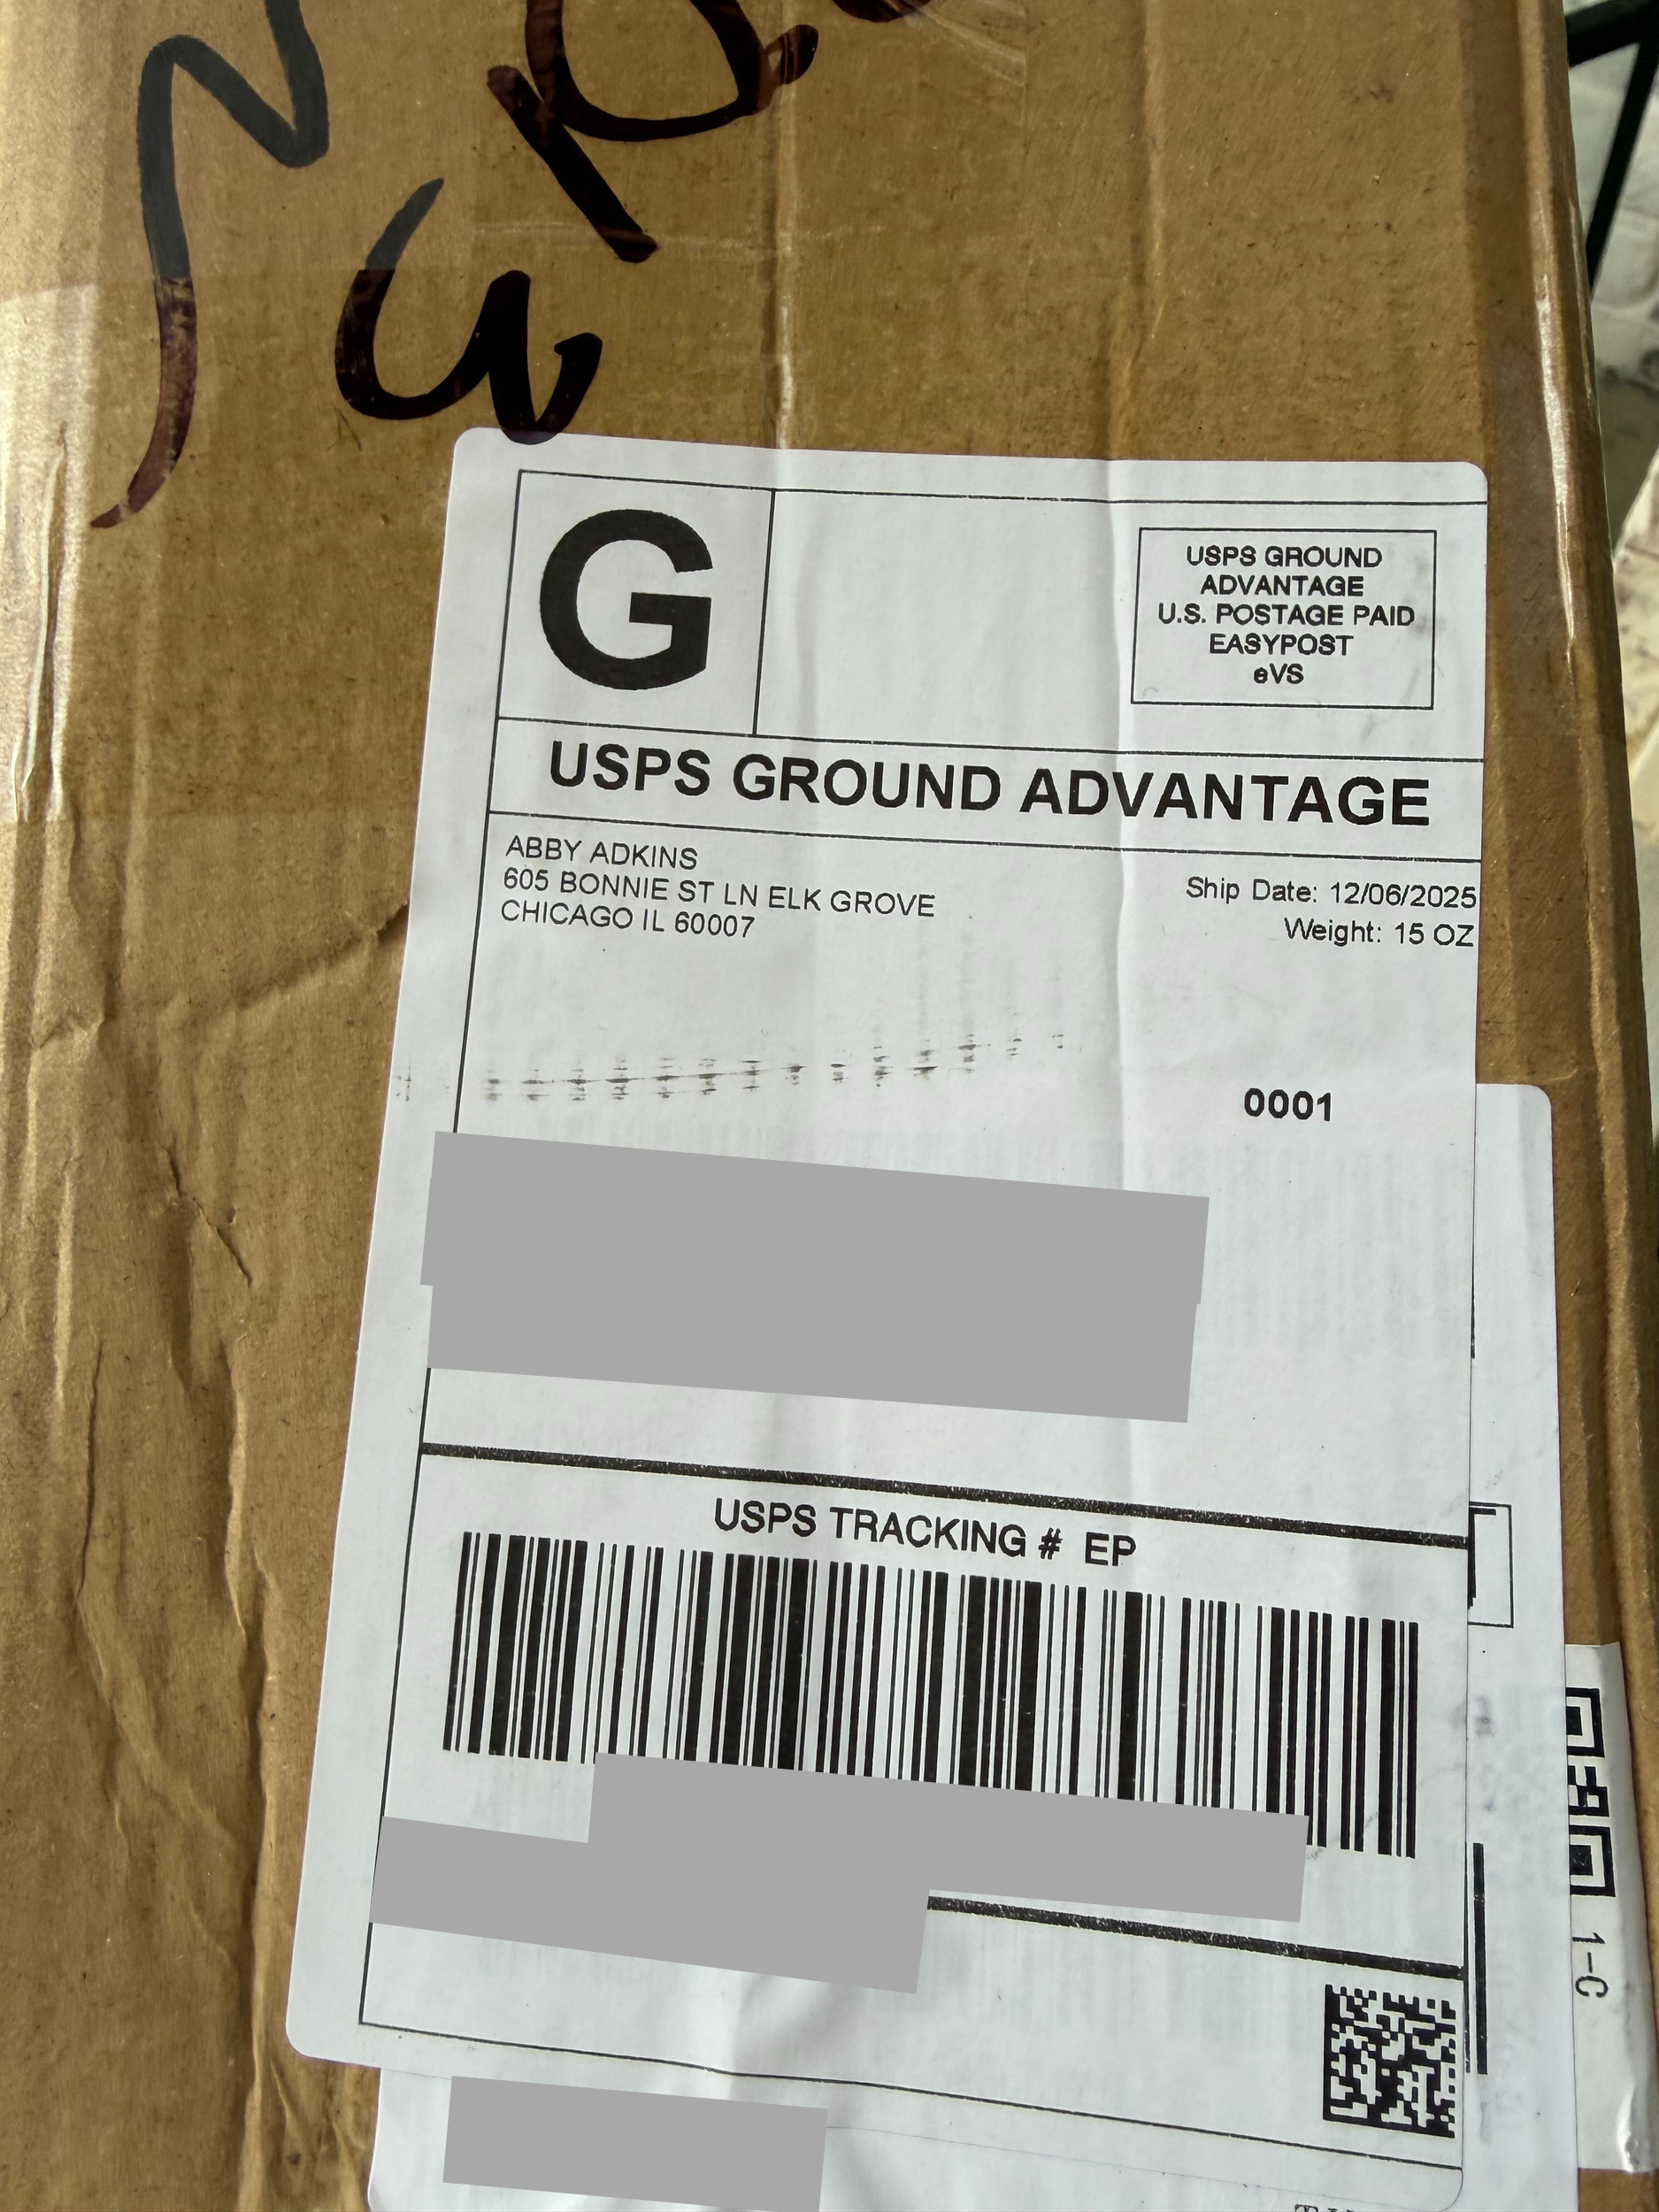 G
USPS GROUND
ADVANTAGE
U.S. POSTAGE PAID
EASYPOST
eVS
USPS GROUND ADVANTAGE
ABBY ADKINS
605 BONNIE ST LN ELK GROVE
CHICAGO IL 60007
Ship Date: 12/06/2025
Weight: 15 OZ
0001
USPS TRACKING # EP
1-C